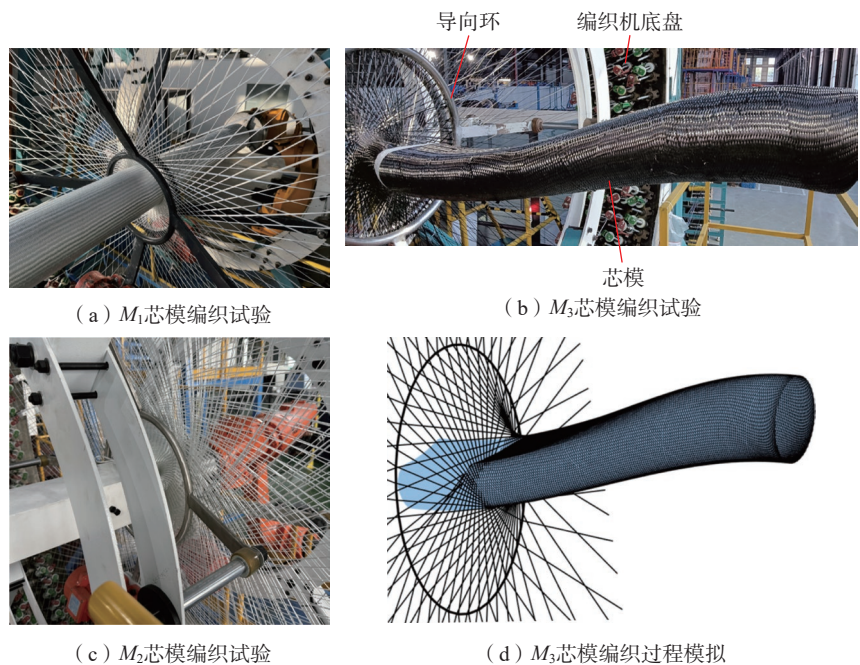 导向环
编织机底盘
芯模
（a）M₁芯模编织试验
（b）M₃芯模编织试验
（c）M₂芯模编织试验
（d）M₃芯模编织过程模拟